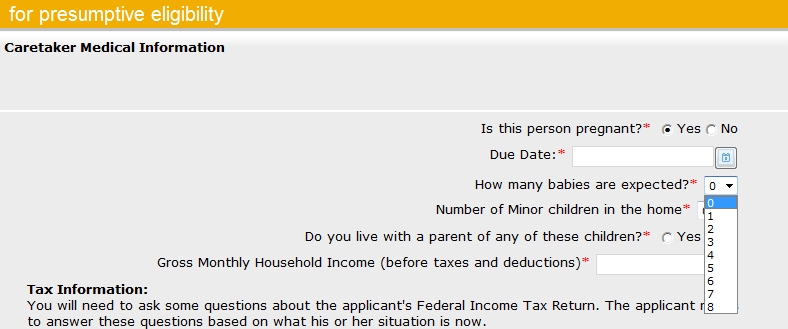 for presumptive eligibility
Caretaker Medical Information
Is this person pregnant?* Yes No
Due Date:*
How many babies are expected?* 0
0
1
2
3
4
5
6
7
8
Number of Minor children in the home*
Do you live with a parent of any of these children?* Yes
Gross Monthly Household Income (before taxes and deductions)*
Tax Information:
You will need to ask some questions about the applicant's Federal Income Tax Return. The applicant
to answer these questions based on what his or her situation is now.